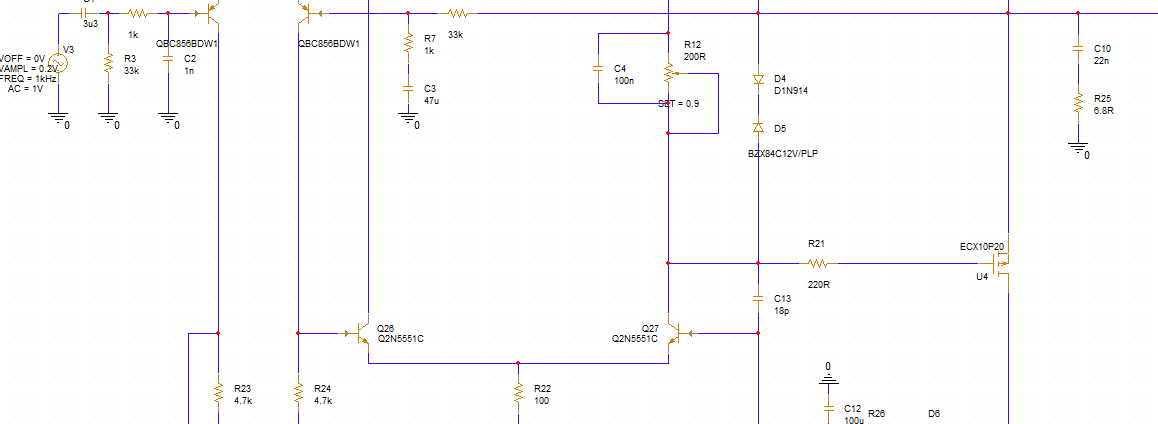 3u3
1k
33k
V3
VOFF = 0V
VAMPL = 0.2V
FREQ = 1kHz
AC = 1V
R3
33k
QBC856BDW1
C2
1n
QBC856BDW1
R7
1k
C3
47u
0
0
0
0
C4
100n
R12
200R
SET = 0.9
D4
D1N914
D5
BZX84C12V/PLP
C10
22n
R25
6.8R
0
R21
220R
ECX10P20
U4
C13
18p
Q26
Q2N5551C
Q27
Q2N5551C
R23
4.7k
R24
4.7k
R22
100
0
C12
100u
R26
D6